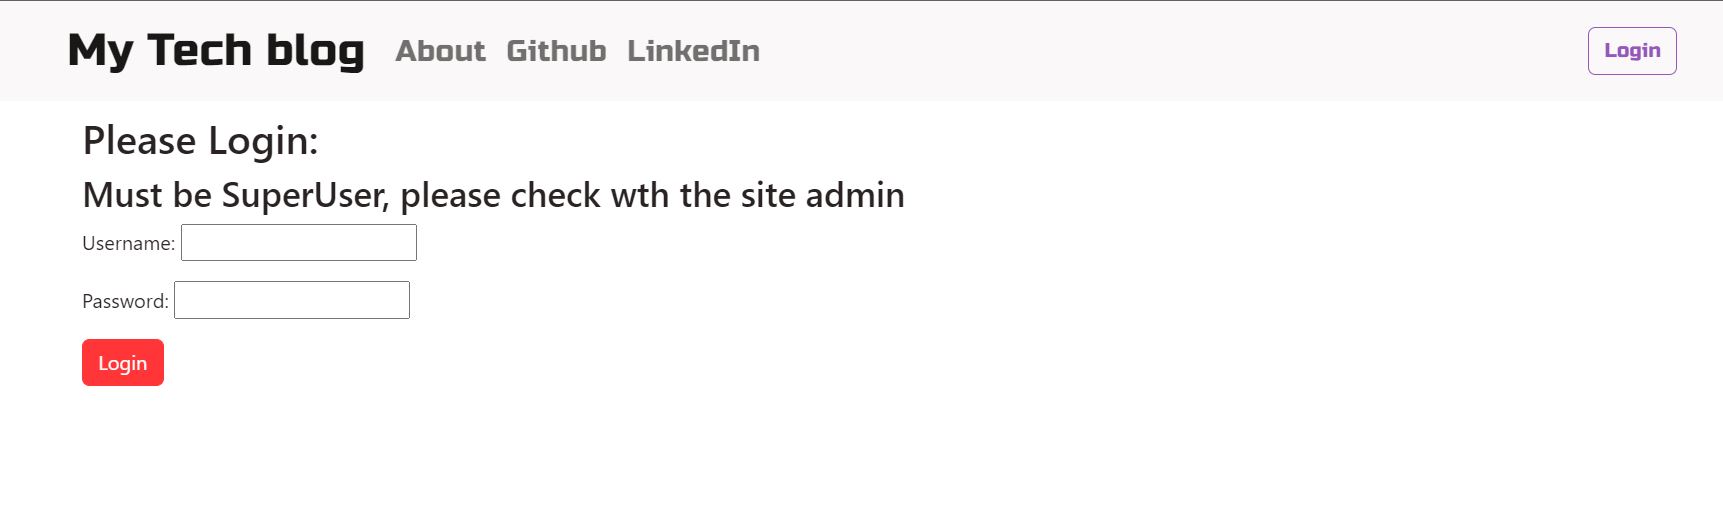 My Tech blog About Github LinkedIn Login
Please Login:
Must be SuperUser, please check wth the site admin
Username:
Password:
Login